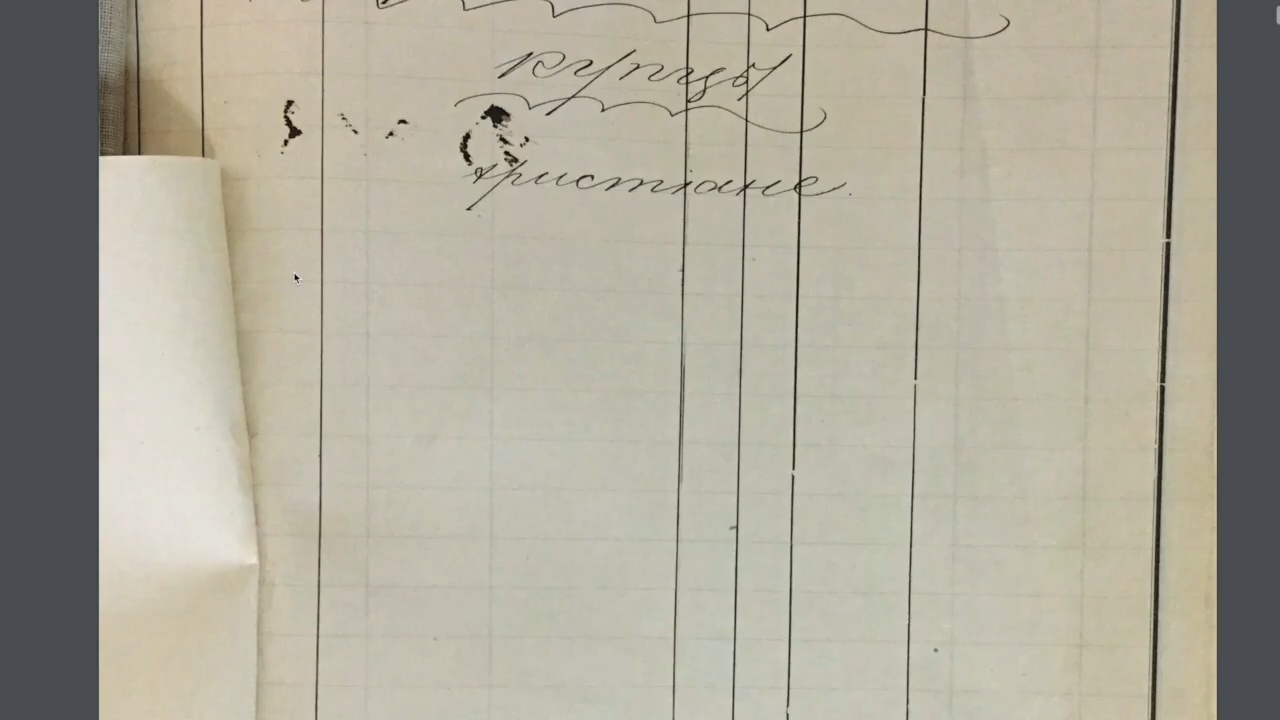 купцы
христіане.